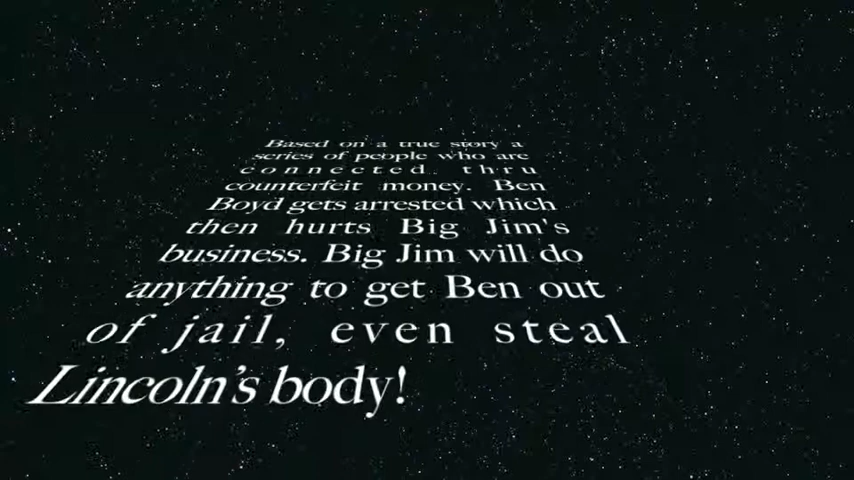 Based on a true story a
series of people who are
connected.. thru
counterfeit money. Ben
Boyd gets arrested which
then hurts Big Jim's
business. Big Jim will do
anything to get Ben out
of jail, even steal
Lincoln's body!